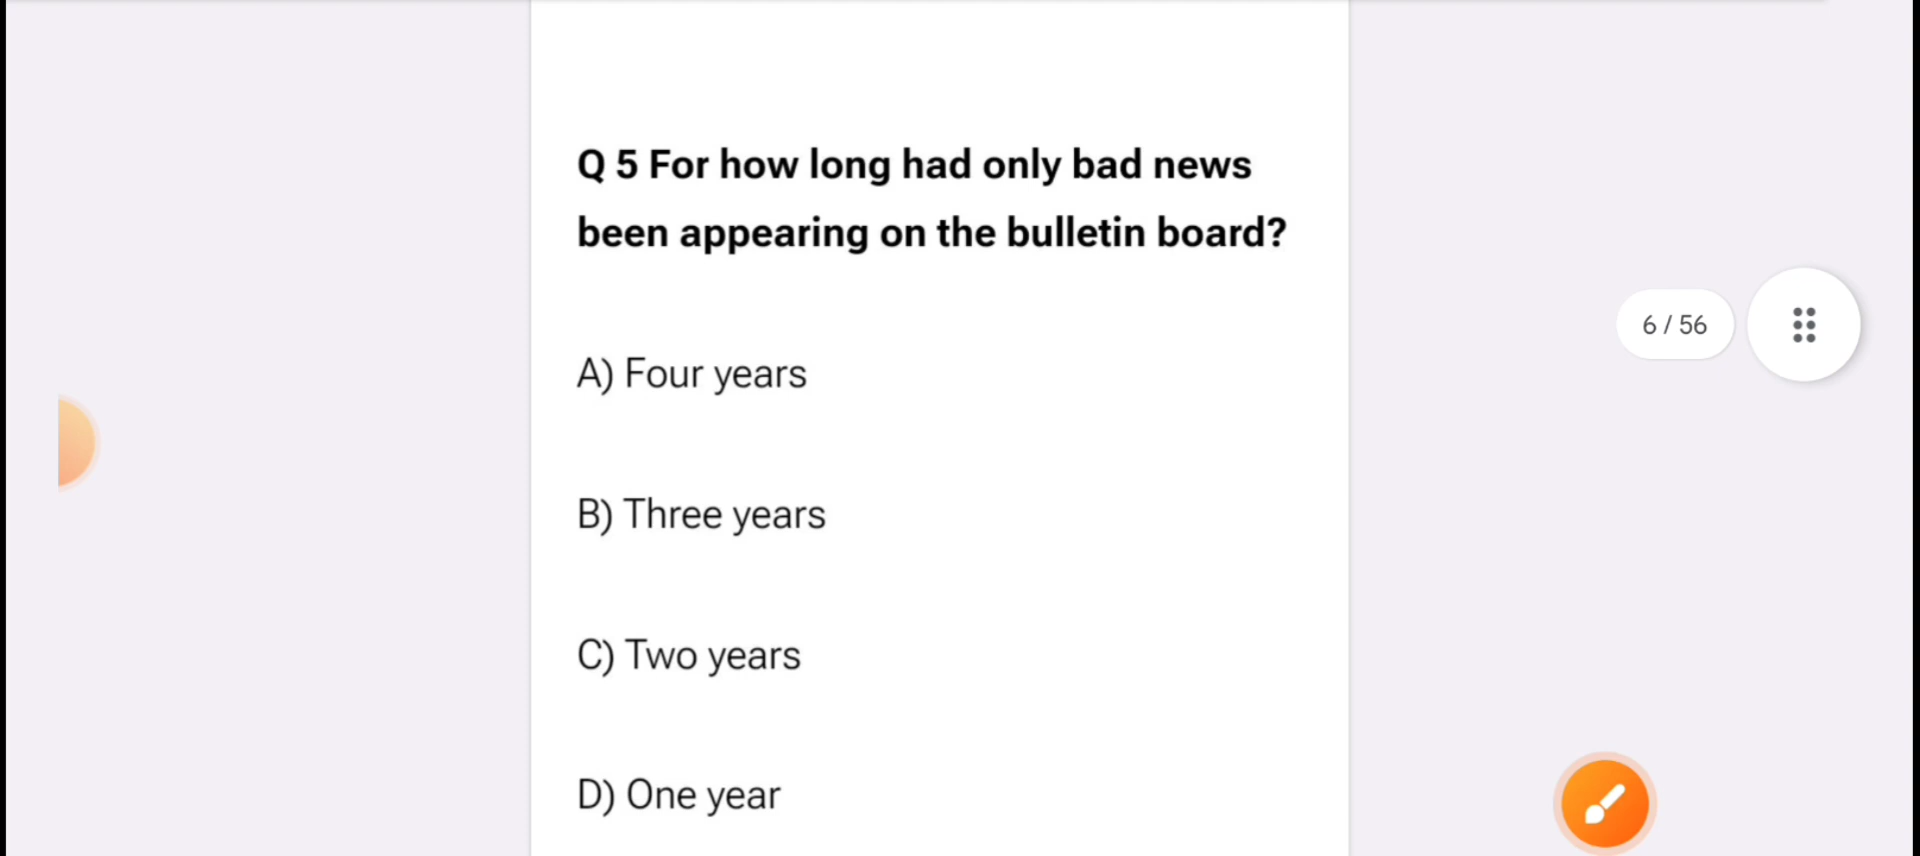 Q 5 For how long had only bad news
been appearing on the bulletin board?
6 / 56
A) Four years
B) Three years
C) Two years
D) One year